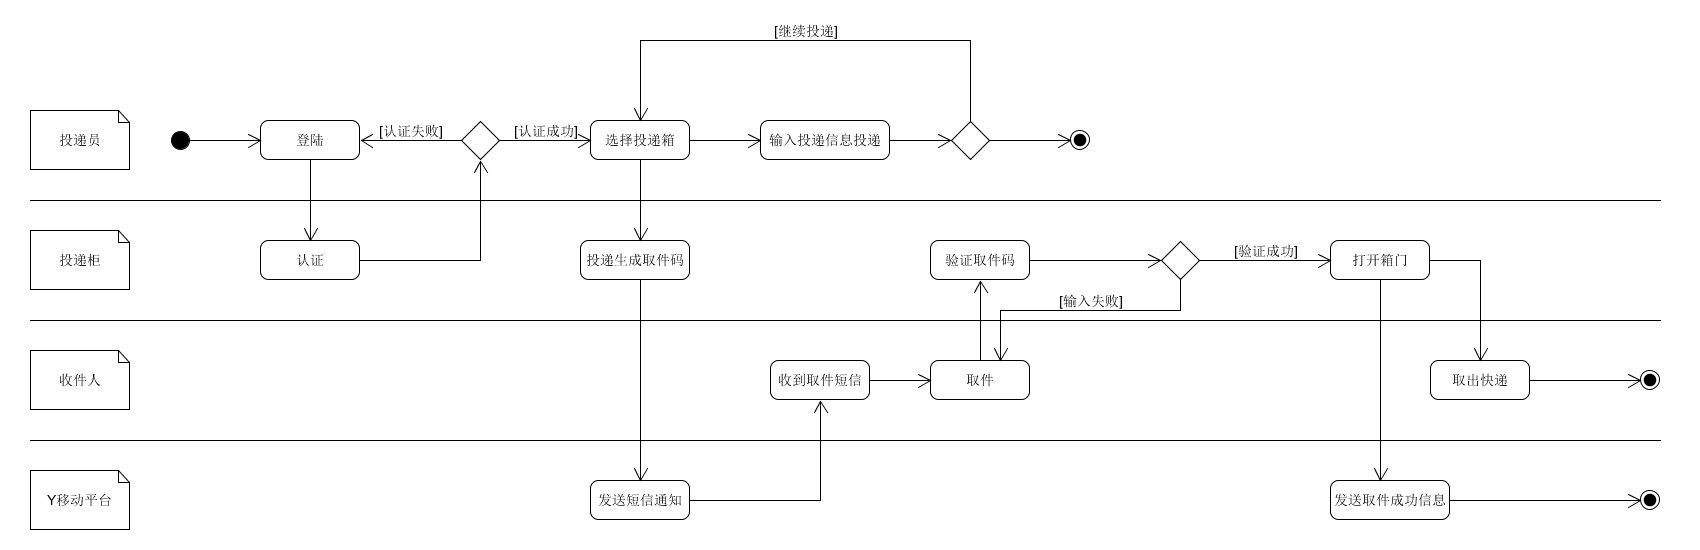 [继续投递]
投递员
登陆
[认证失败]
[认证成功]
选择投递箱
输入投递信息投递
投递柜
认证
投递生成取件码
验证取件码
[验证成功]
打开箱门
[输入失败]
收件人
收到取件短信
取件
取出快递
Y移动平台
发送短信通知
发送取件成功信息